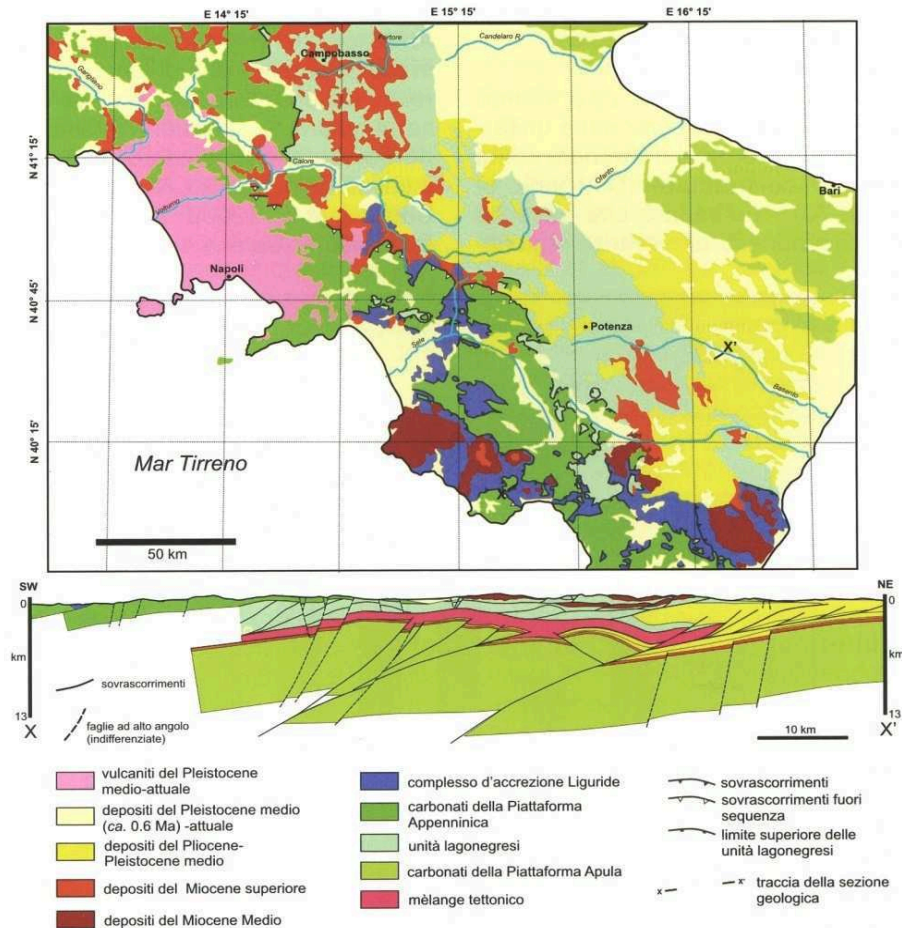 E 14° 15'
E 15° 15'
E 16° 15'
Fortore
Candelaro R.
Campobasso
Garigliano
N 41° 15'
Calore
Ofanto
Volturno
Bari
Napoli
N 40° 45'
Potenza
X'
Sele
Basento
N 40° 15'
Mar Tirreno
X
50 km
SW
NE
0
0
km
km
sovrascorrimenti
13
faglie ad alto angolo
(indifferenziate)
13
X
10 km
X'
vulcaniti del Pleistocene
medio-attuale
depositi del Pleistocene medio
(ca. 0.6 Ma) -attuale
depositi del Pliocene-
Pleistocene medio
depositi del Miocene superiore
depositi del Miocene Medio
complesso d'accrezione Liguride
carbonati della Piattaforma
Appenninica
unità lagonegresi
carbonati della Piattaforma Apula
mèlange tettonico
sovrascorrimenti
sovrascorrimenti fuori
sequenza
limite superiore delle
unità lagonegresi
X X' traccia della sezione
geologica